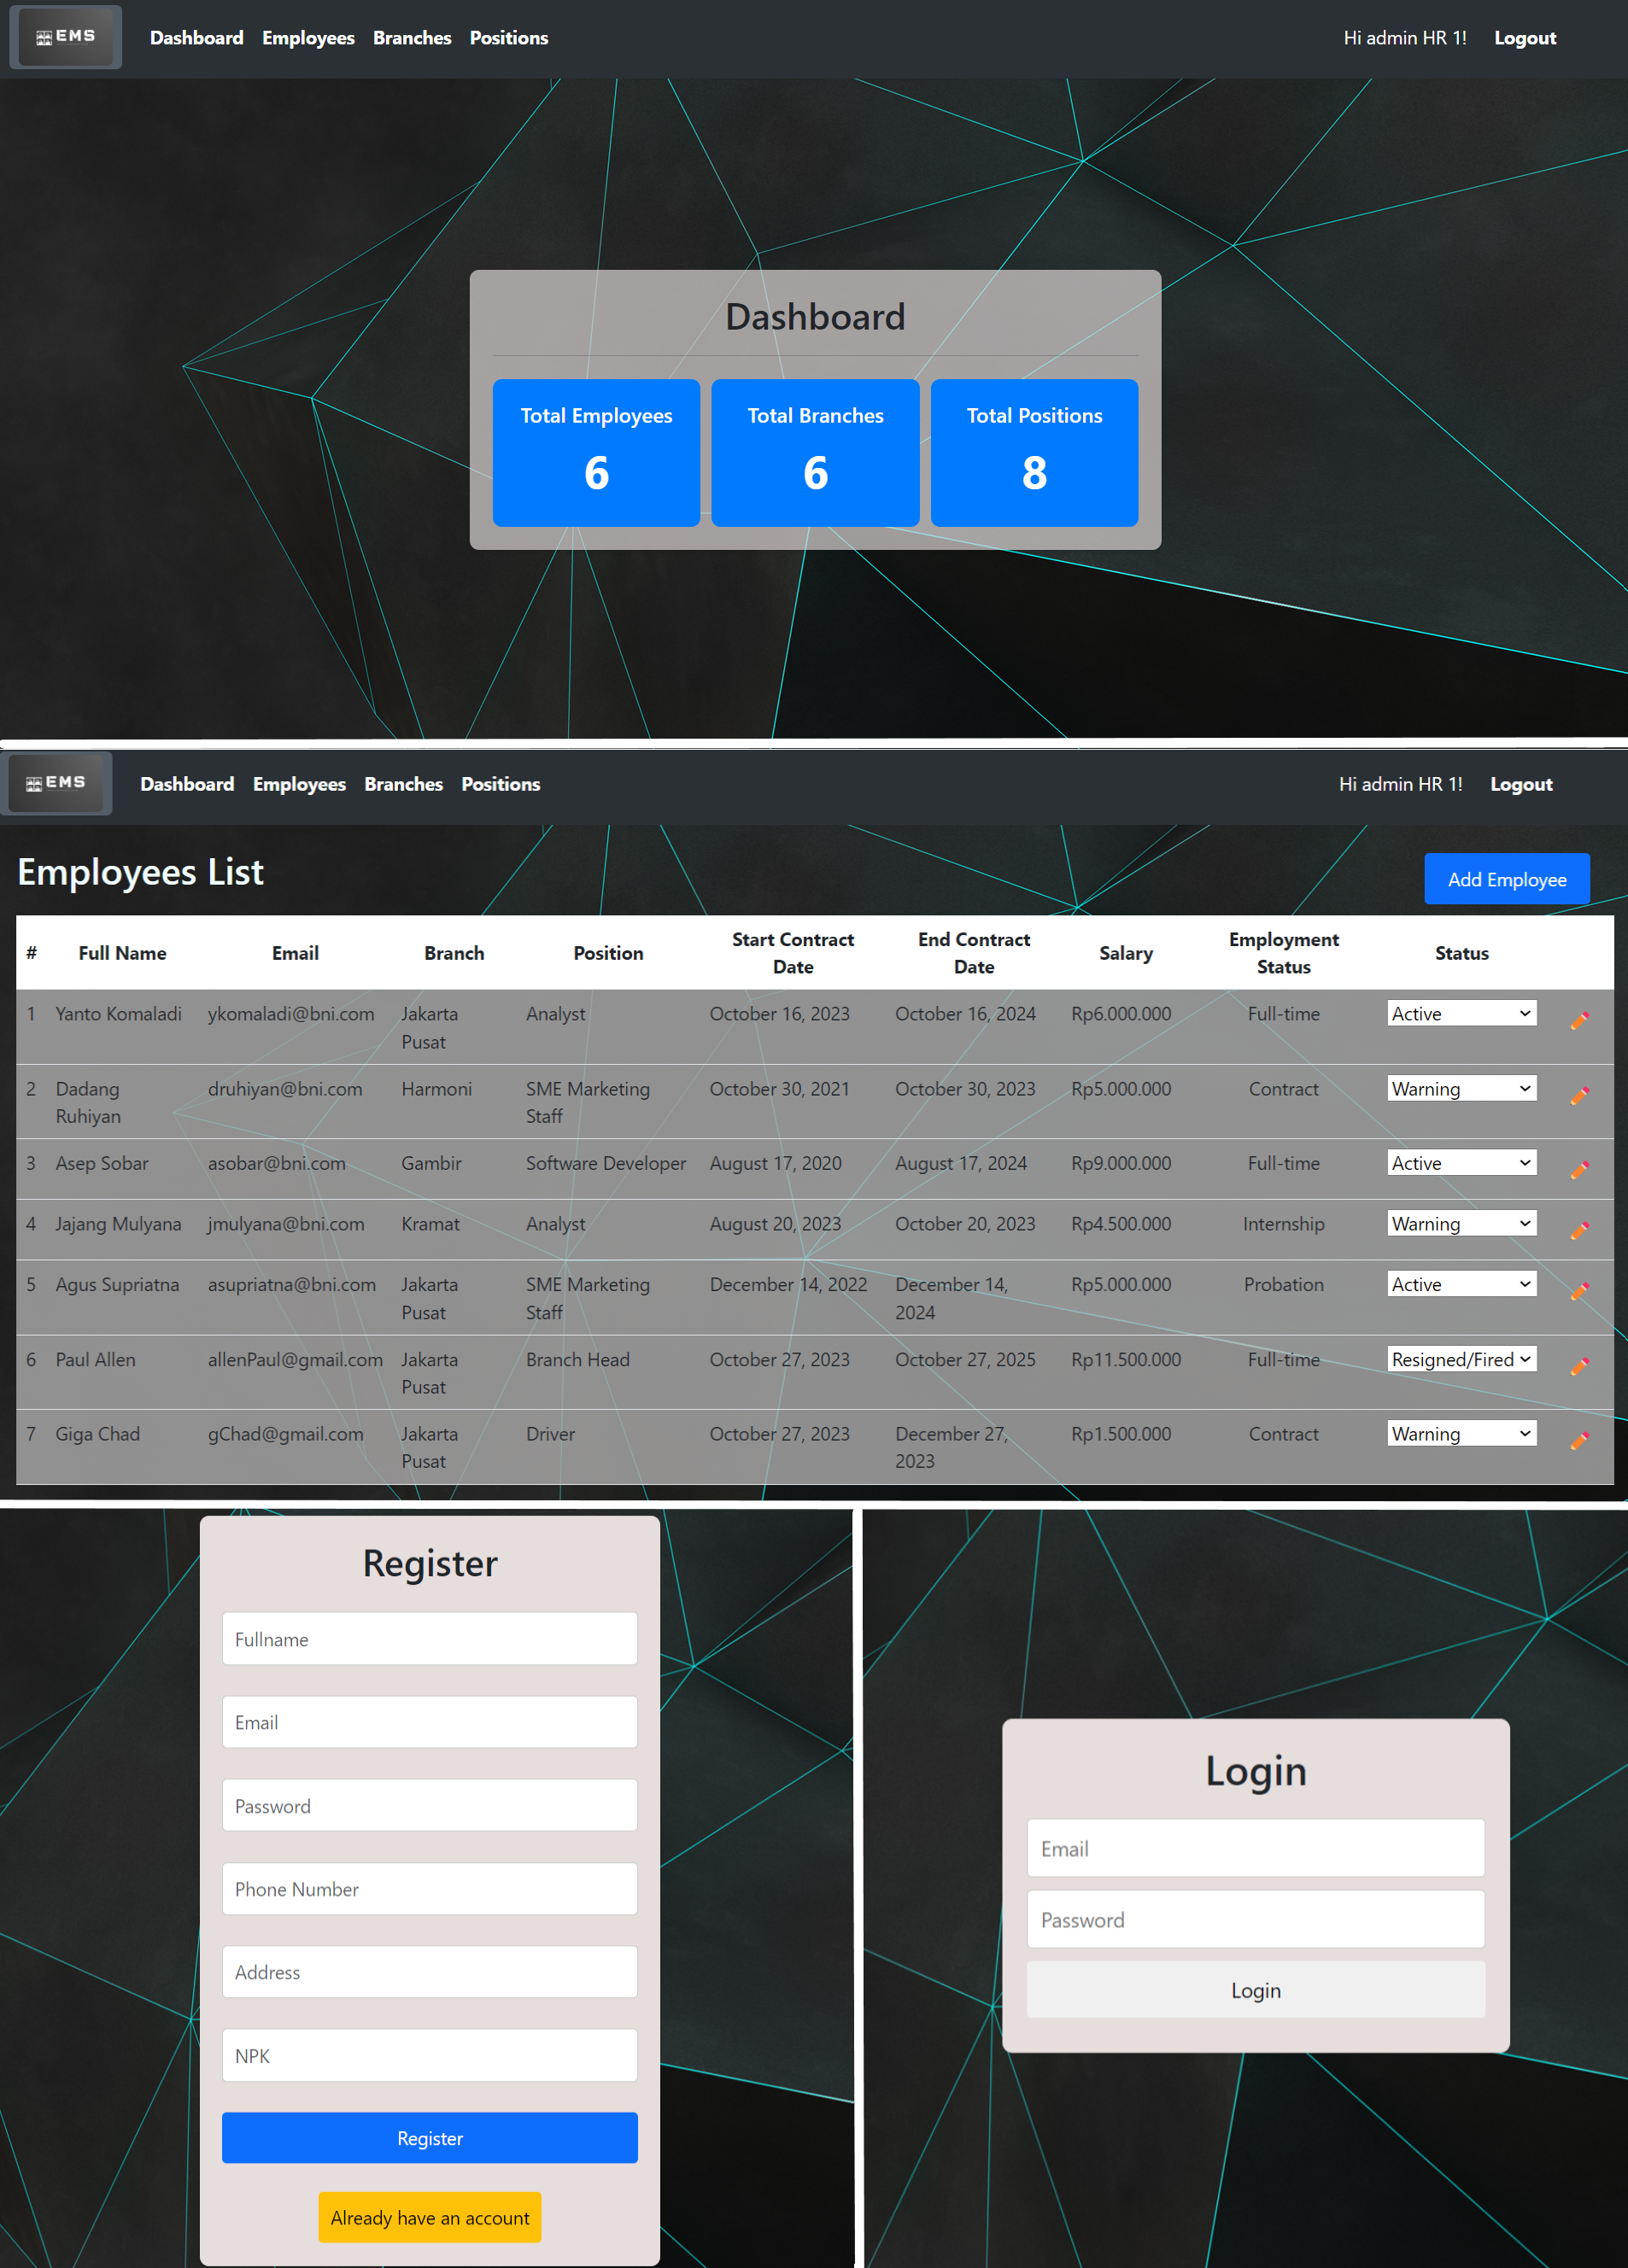 EMS Dashboard Employees Branches Positions Hi admin HR 1! Logout
Dashboard
Total Employees Total Branches Total Positions
6 6 8
EMS Dashboard Employees Branches Positions Hi admin HR 1! Logout
Employees List Add Employee
# Full Name Email Branch Position Start Contract Date End Contract Date Salary Employment Status Status
1 Yanto Komaladi ykomaladi@bni.com Jakarta Pusat Analyst October 16, 2023 October 16, 2024 Rp6.000.000 Full-time Active
2 Dadang Ruhiyan druhiyan@bni.com Harmoni SME Marketing Staff October 30, 2021 October 30, 2023 Rp5.000.000 Contract Warning
3 Asep Sobar asobar@bni.com Gambir Software Developer August 17, 2020 August 17, 2024 Rp9.000.000 Full-time Active
4 Jajang Mulyana jmulyana@bni.com Kramat Analyst August 20, 2023 October 20, 2023 Rp4.500.000 Internship Warning
5 Agus Supriatna asupriatna@bni.com Jakarta Pusat SME Marketing Staff December 14, 2022 December 14, 2024 Rp5.000.000 Probation Active
6 Paul Allen allenPaul@gmail.com Jakarta Pusat Branch Head October 27, 2023 October 27, 2025 Rp11.500.000 Full-time Resigned/Fired
7 Giga Chad gChad@gmail.com Jakarta Pusat Driver October 27, 2023 December 27, 2023 Rp1.500.000 Contract Warning
Register
Fullname
Email
Password
Phone Number
Address
NPK
Register
Already have an account
Login
Email
Password
Login